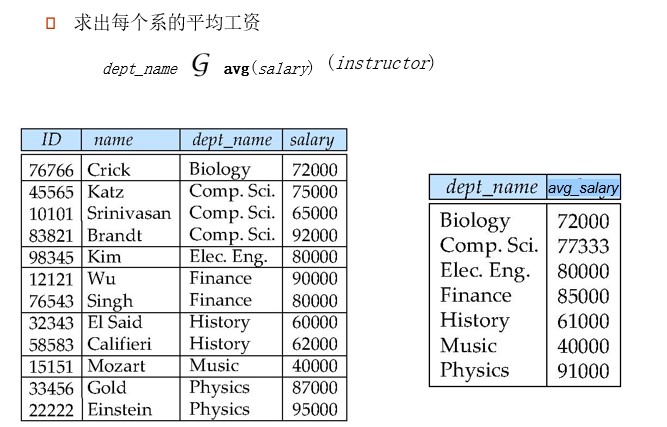 求出每个系的平均工资
dept_name G avg(salary) (instructor)
ID name dept_name salary
76766 Crick Biology 72000
45565 Katz Comp. Sci. 75000
10101 Srinivasan Comp. Sci. 65000
83821 Brandt Comp. Sci. 92000
98345 Kim Elec. Eng. 80000
12121 Wu Finance 90000
76543 Singh Finance 80000
32343 El Said History 60000
58583 Califieri History 62000
15151 Mozart Music 40000
33456 Gold Physics 87000
22222 Einstein Physics 95000
dept_name avg_salary
Biology 72000
Comp. Sci. 77333
Elec. Eng. 80000
Finance 85000
History 61000
Music 40000
Physics 91000